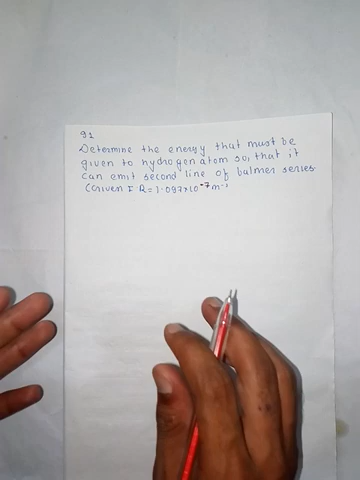 91
Determine the energy that must be
given to hydrogen atom so, that it
can emit second line of balmer series
(Given I R=1.097×10⁻⁷m⁻¹